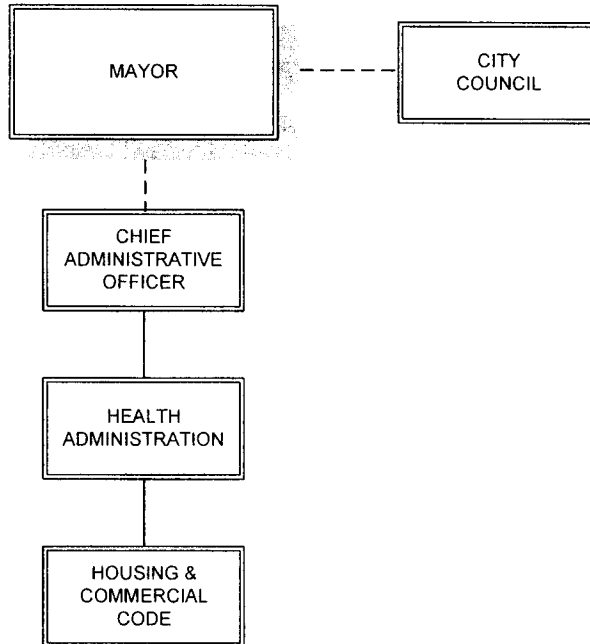 MAYOR
CITY
COUNCIL
CHIEF
ADMINISTRATIVE
OFFICER
HEALTH
ADMINISTRATION
HOUSING &
COMMERCIAL
CODE